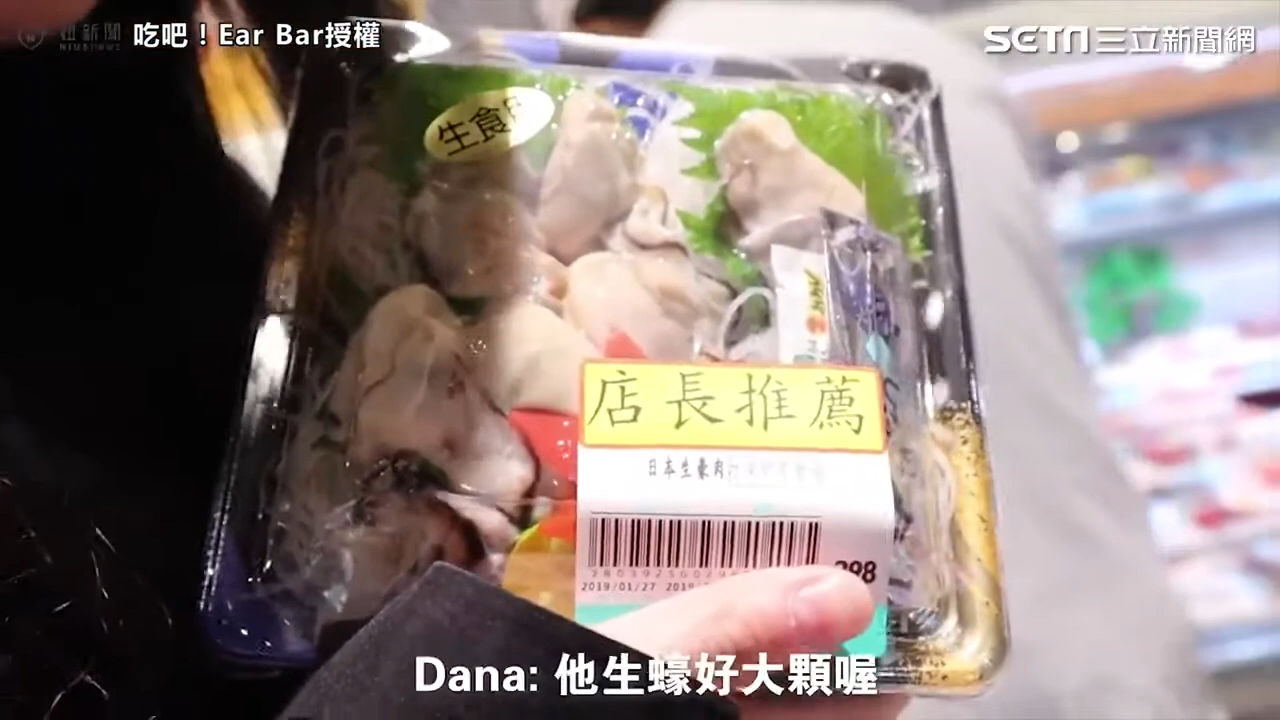 吃吧！Ear Bar授權
SETN三立新聞網
生食用
店長推薦
日本生蠔肉
298
2019/01/27
Dana: 他生蠔好大顆喔